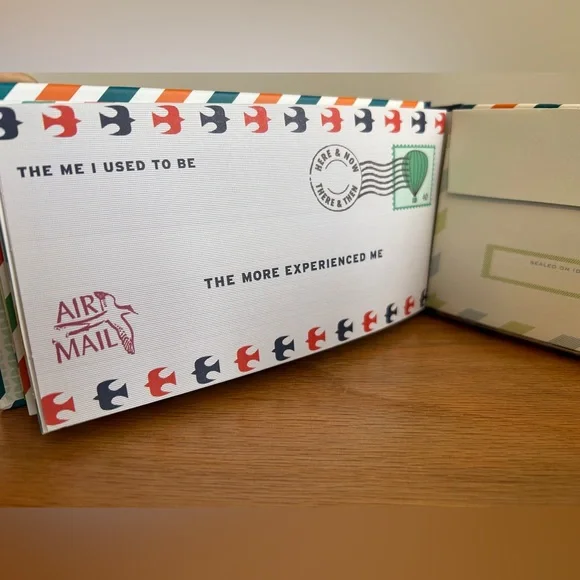 THE ME I USED TO BE
HERE & NOW
THERE & THEN
THE MORE EXPERIENCED ME
AIR
MAIL
SEALED ON